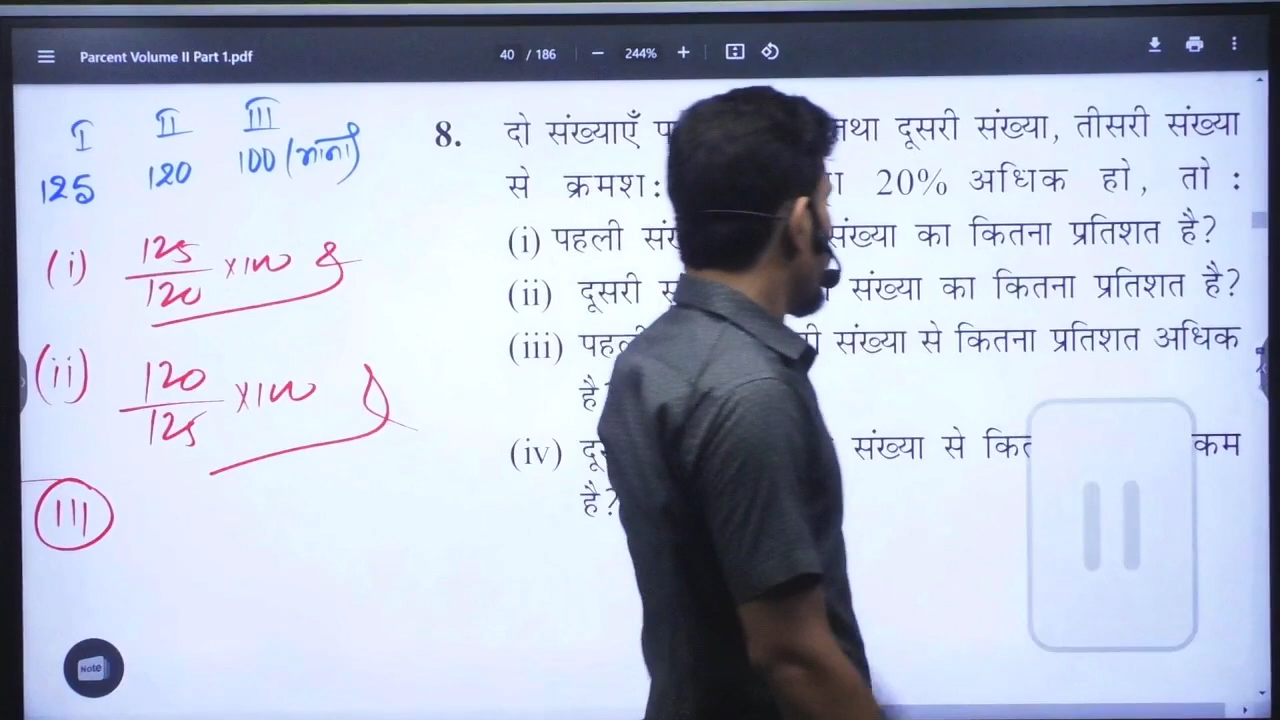 Parcent Volume II Part 1.pdf
40 / 186
244%
I II III
125 120 100 (माना)
(i) 125/120 ×100
(ii) 120/125 ×100
III
8. दो संख्याएँ तथा दूसरी संख्या, तीसरी संख्या
से क्रमश: 20% अधिक हो, तो :
(i) पहली संख्या का कितना प्रतिशत है?
(ii) दूसरी संख्या का कितना प्रतिशत है?
(iii) संख्या से कितना प्रतिशत अधिक
है?
(iv) संख्या से कम
है?
Note